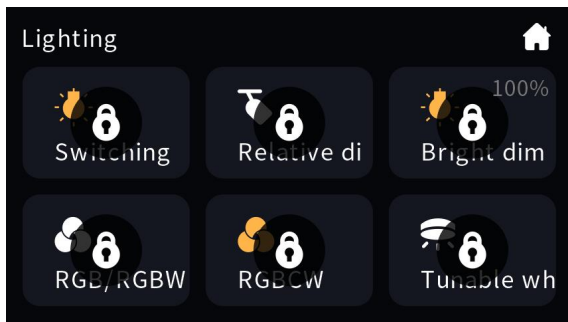 Lighting
100%
Switching
Relative di
Bright dim
RGB/RGBW
RGBCW
Tunable wh